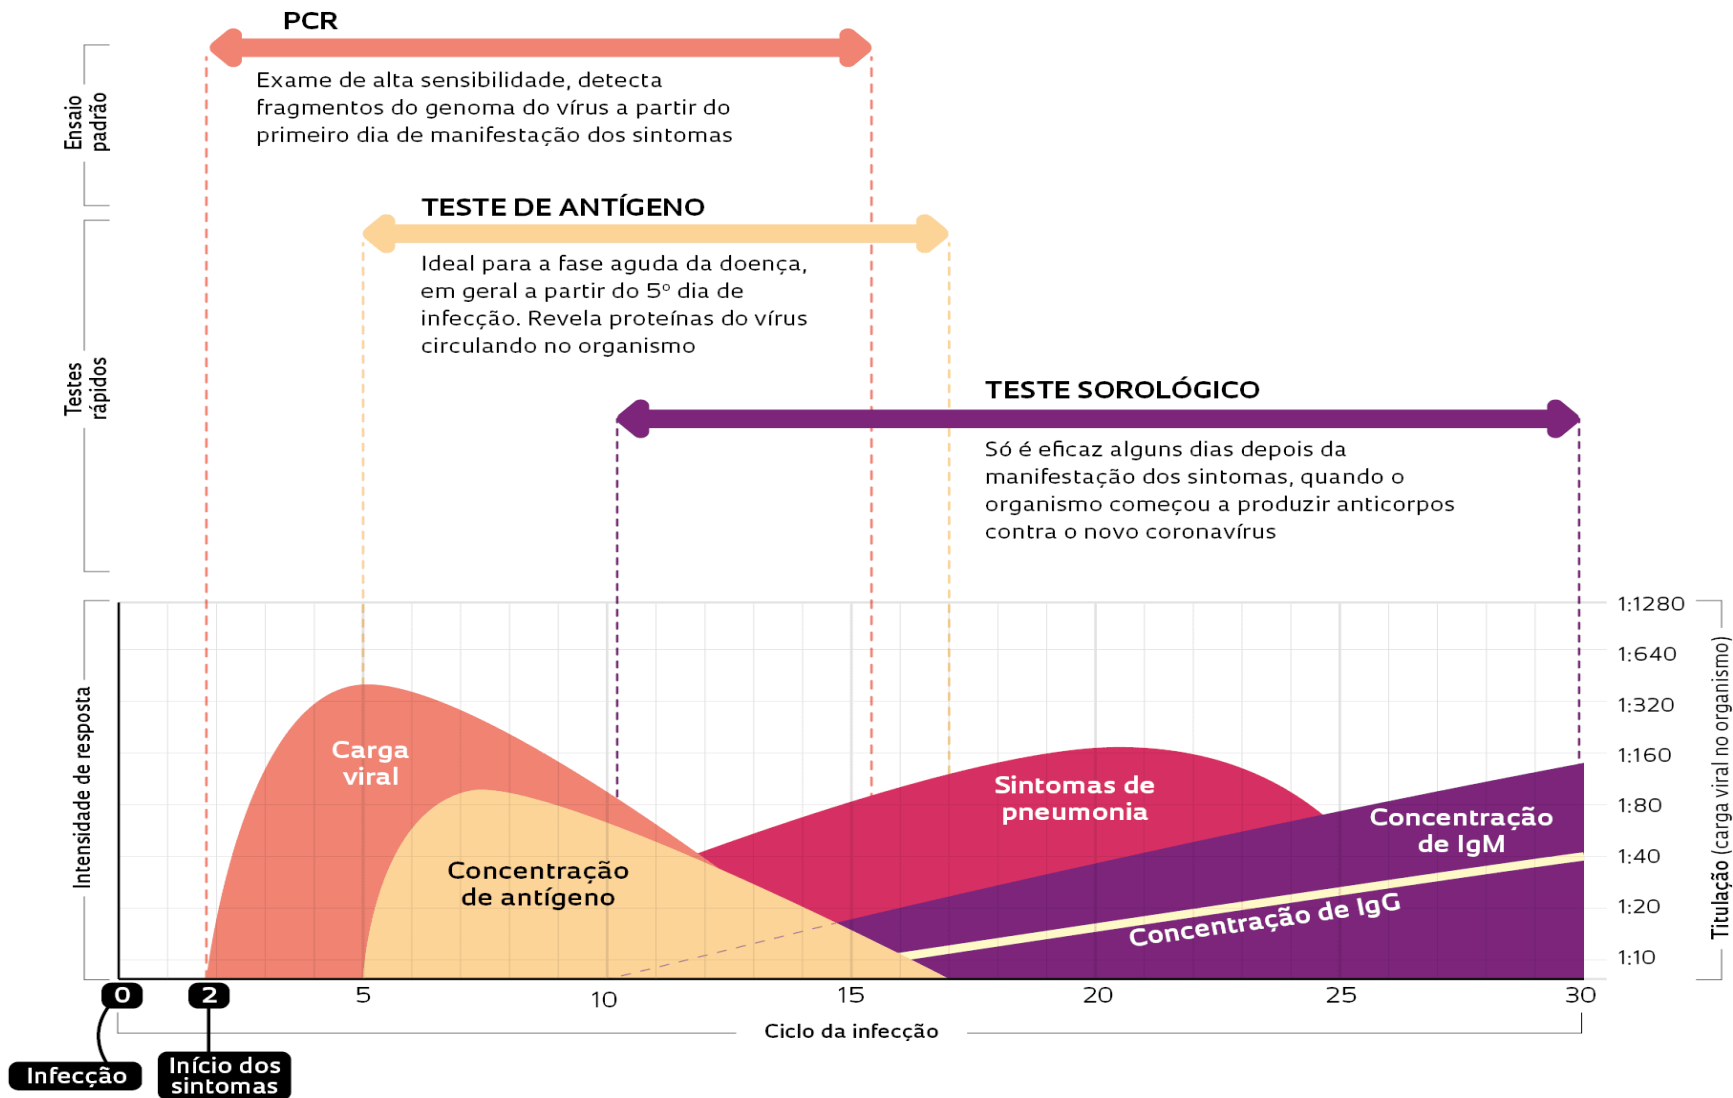 PCR
Exame de alta sensibilidade, detecta
fragmentos do genoma do vírus a partir do
primeiro dia de manifestação dos sintomas
Ensaio
padrão
TESTE DE ANTÍGENO
Ideal para a fase aguda da doença,
em geral a partir do 5º dia de
infecção. Revela proteínas do vírus
circulando no organismo
Testes
rápidos
TESTE SOROLÓGICO
Só é eficaz alguns dias depois da
manifestação dos sintomas, quando o
organismo começou a produzir anticorpos
contra o novo coronavírus
Intensidade de resposta
Carga
viral
Concentração
de antígeno
Sintomas de
pneumonia
Concentração
de IgM
Concentração de IgG
1:1280
1:640
1:320
1:160
1:80
1:40
1:20
1:10
Titulação (carga viral no organismo)
0
2
5
10
15
20
25
30
Ciclo da infecção
Infecção
Início dos
sintomas